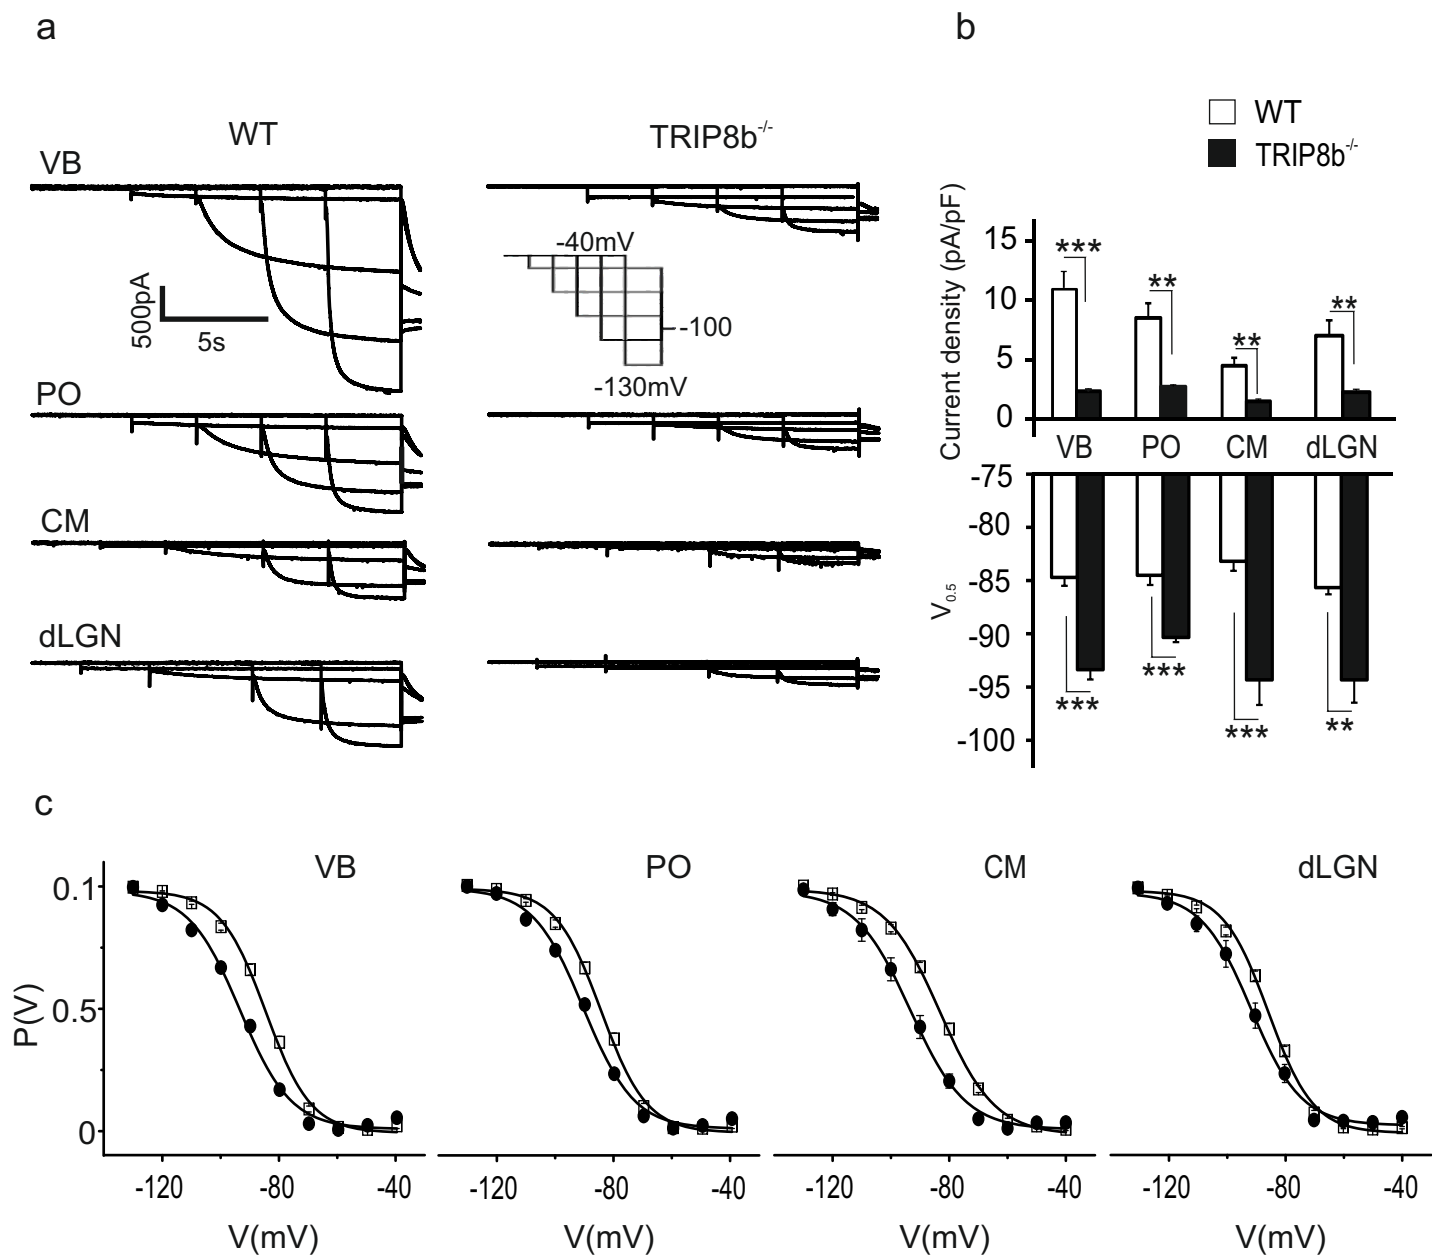 a
b
WT
TRIP8b-/-
WT
TRIP8b-/-
VB
-40mV
-100
-130mV
500pA
5s
PO
CM
dLGN
Current density (pA/pF)
15
10
5
0
***
**
**
**
VB PO CM dLGN
-75
-80
-85
-90
-95
-100
V0.5
***
***
***
**
c
VB PO CM dLGN
P(V)
0.1
0.5
0
-120 -80 -40 -120 -80 -40 -120 -80 -40 -120 -80 -40
V(mV) V(mV) V(mV) V(mV)